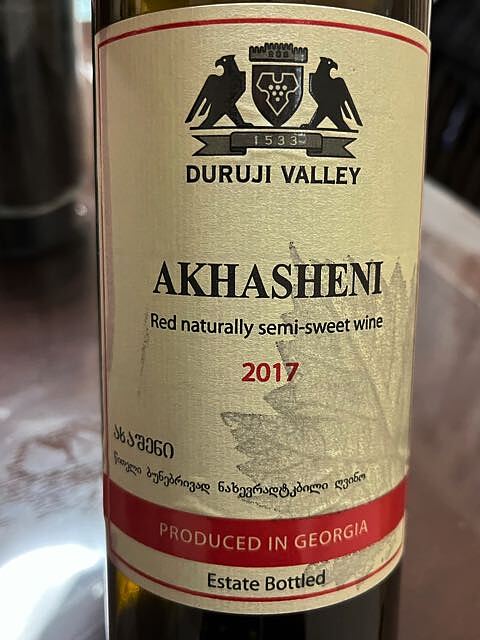 1533
DURUJI VALLEY
AKHASHENI
Red naturally semi-sweet wine
2017
ახაშენი
წითელი ბუნებრივად ნახევრადტკბილი ღვინო
PRODUCED IN GEORGIA
Estate Bottled